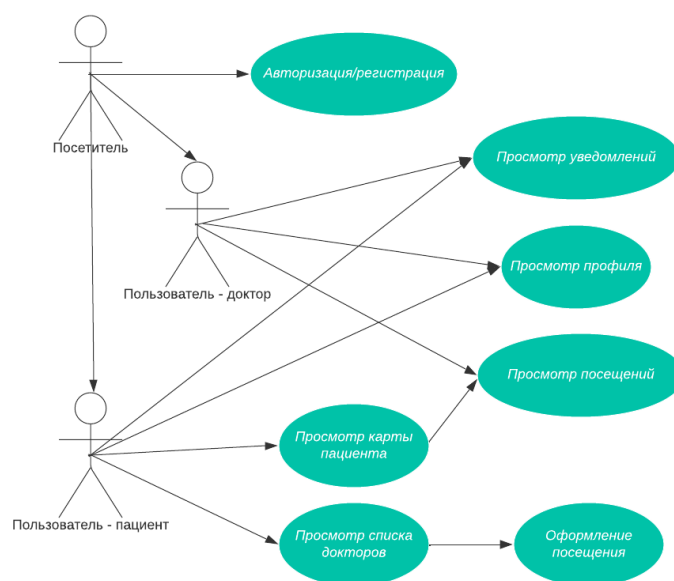 Авторизация/регистрация
Посетитель
Просмотр уведомлений
Просмотр профиля
Пользователь - доктор
Просмотр посещений
Просмотр карты
пациента
Пользователь - пациент
Просмотр списка
докторов
Оформление
посещения